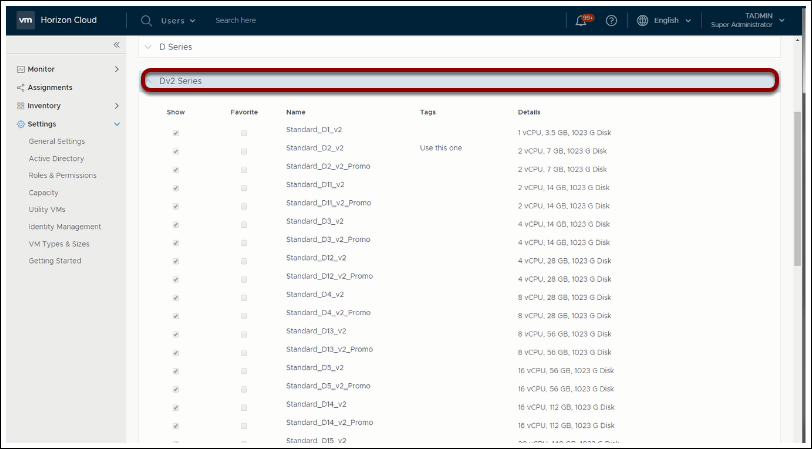 vm Horizon Cloud Users Search here 99+ English TADMIN
Super Administrator
D Series
Monitor
Assignments
Inventory
Settings
General Settings
Active Directory
Roles & Permissions
Capacity
Utility VMs
Identity Management
VM Types & Sizes
Getting Started
Dv2 Series
Show Favorite Name Tags Details
Standard_D1_v2 1 vCPU, 3.5 GB, 1023 G Disk
Standard_D2_v2 Use this one 2 vCPU, 7 GB, 1023 G Disk
Standard_D2_v2_Promo 2 vCPU, 7 GB, 1023 G Disk
Standard_D11_v2 2 vCPU, 14 GB, 1023 G Disk
Standard_D11_v2_Promo 2 vCPU, 14 GB, 1023 G Disk
Standard_D3_v2 4 vCPU, 14 GB, 1023 G Disk
Standard_D3_v2_Promo 4 vCPU, 14 GB, 1023 G Disk
Standard_D12_v2 4 vCPU, 28 GB, 1023 G Disk
Standard_D12_v2_Promo 4 vCPU, 28 GB, 1023 G Disk
Standard_D4_v2 8 vCPU, 28 GB, 1023 G Disk
Standard_D4_v2_Promo 8 vCPU, 28 GB, 1023 G Disk
Standard_D13_v2 8 vCPU, 56 GB, 1023 G Disk
Standard_D13_v2_Promo 8 vCPU, 56 GB, 1023 G Disk
Standard_D5_v2 16 vCPU, 56 GB, 1023 G Disk
Standard_D5_v2_Promo 16 vCPU, 56 GB, 1023 G Disk
Standard_D14_v2 16 vCPU, 112 GB, 1023 G Disk
Standard_D14_v2_Promo 16 vCPU, 112 GB, 1023 G Disk
Standard_D15_v2